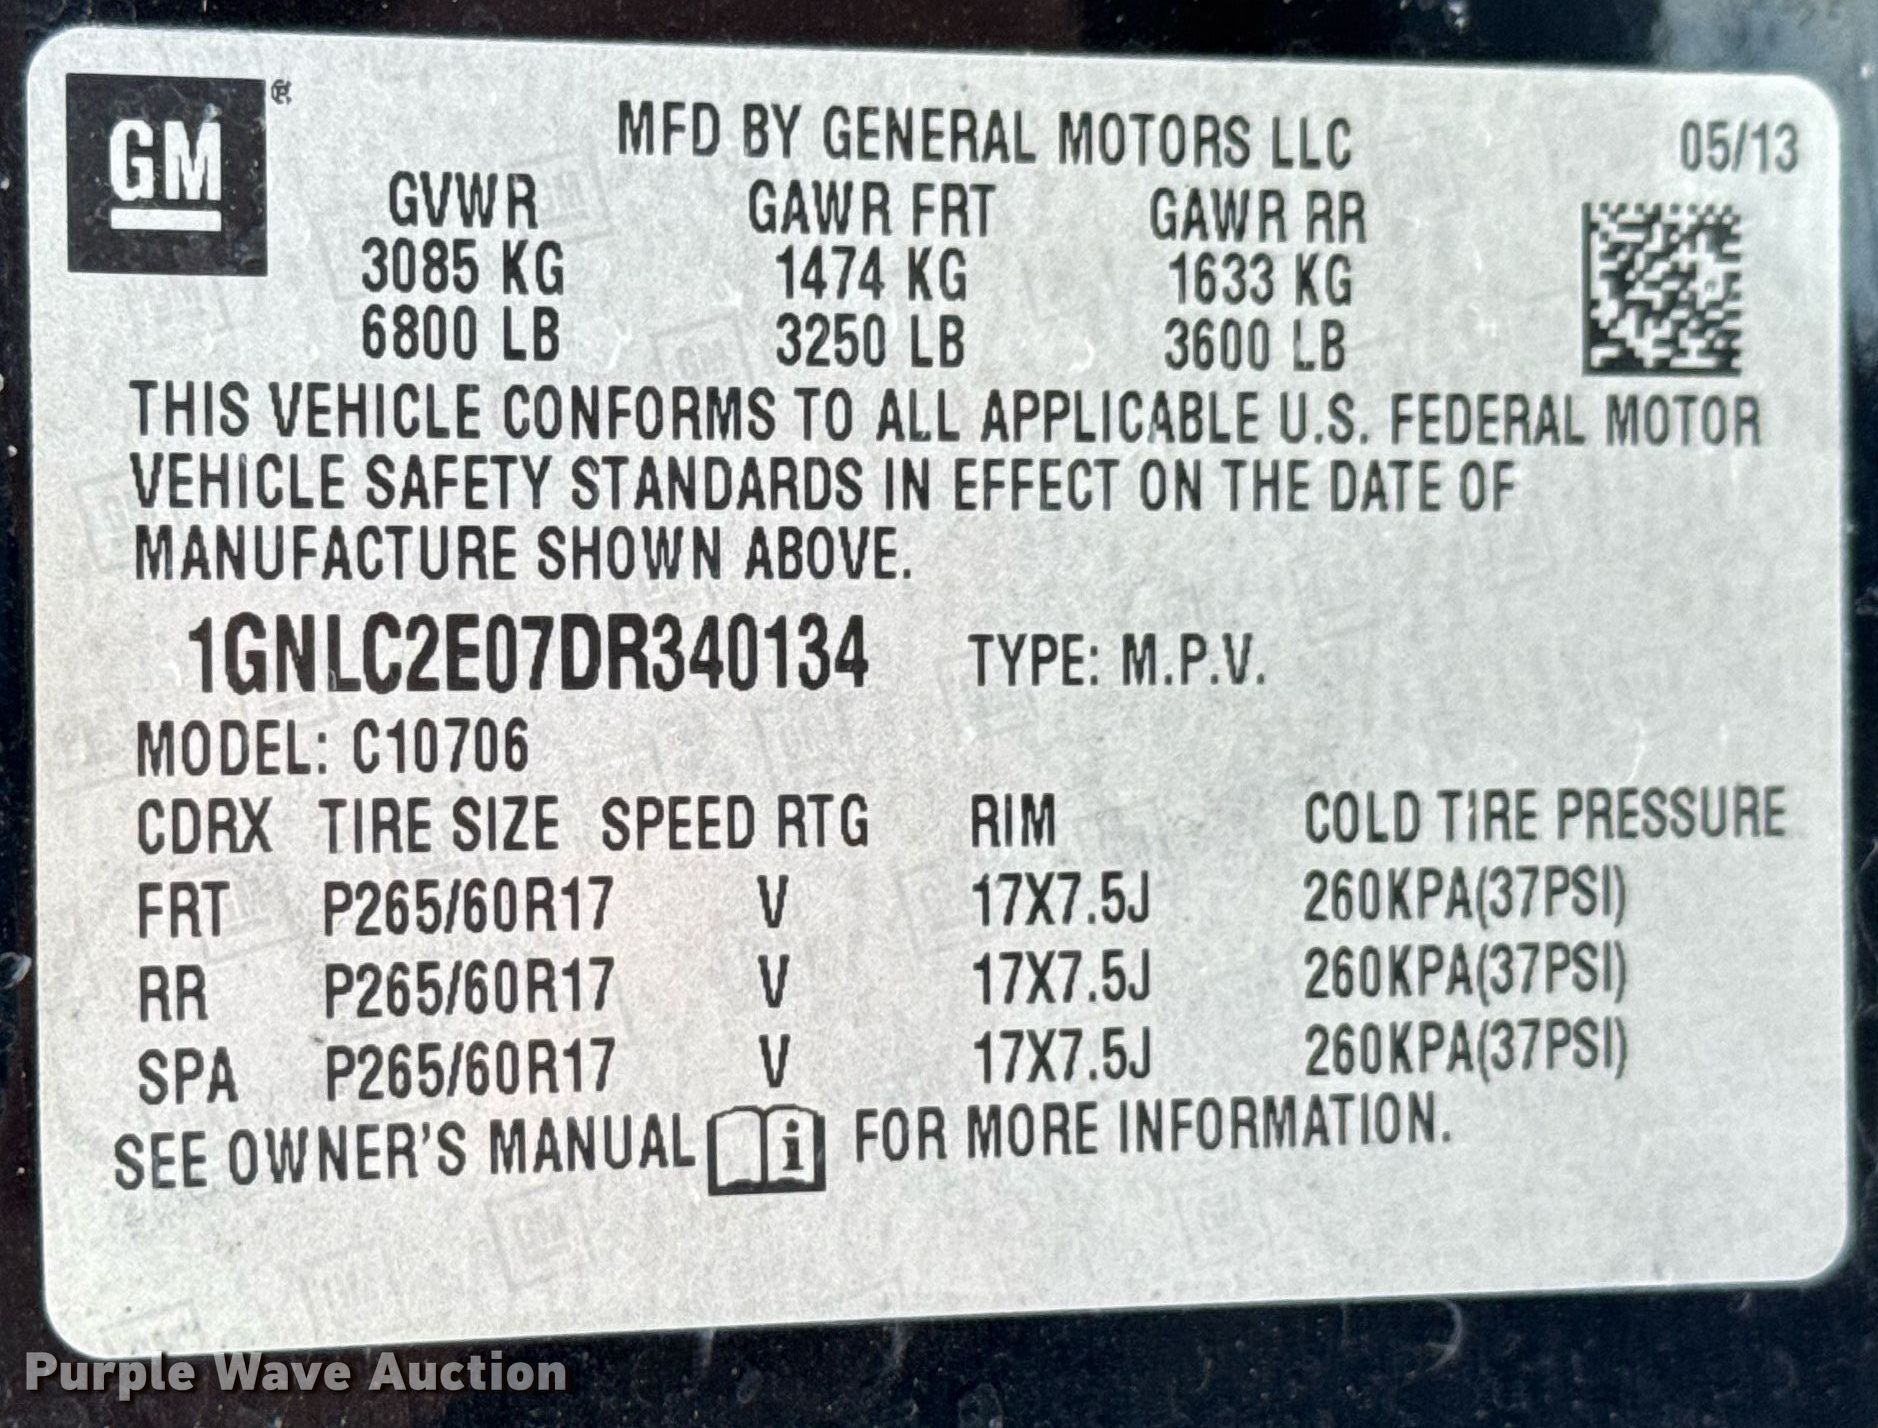 GM®
MFD BY GENERAL MOTORS LLC 05/13
GVWR GAWR FRT GAWR RR
3085 KG 1474 KG 1633 KG
6800 LB 3250 LB 3600 LB
THIS VEHICLE CONFORMS TO ALL APPLICABLE U.S. FEDERAL MOTOR
VEHICLE SAFETY STANDARDS IN EFFECT ON THE DATE OF
MANUFACTURE SHOWN ABOVE.
1GNLC2E07DR340134 TYPE: M.P.V.
MODEL: C10706
CDRX TIRE SIZE SPEED RTG RIM COLD TIRE PRESSURE
FRT P265/60R17 V 17X7.5J 260KPA(37PSI)
RR P265/60R17 V 17X7.5J 260KPA(37PSI)
SPA P265/60R17 V 17X7.5J 260KPA(37PSI)
SEE OWNER'S MANUAL i FOR MORE INFORMATION.
Purple Wave Auction